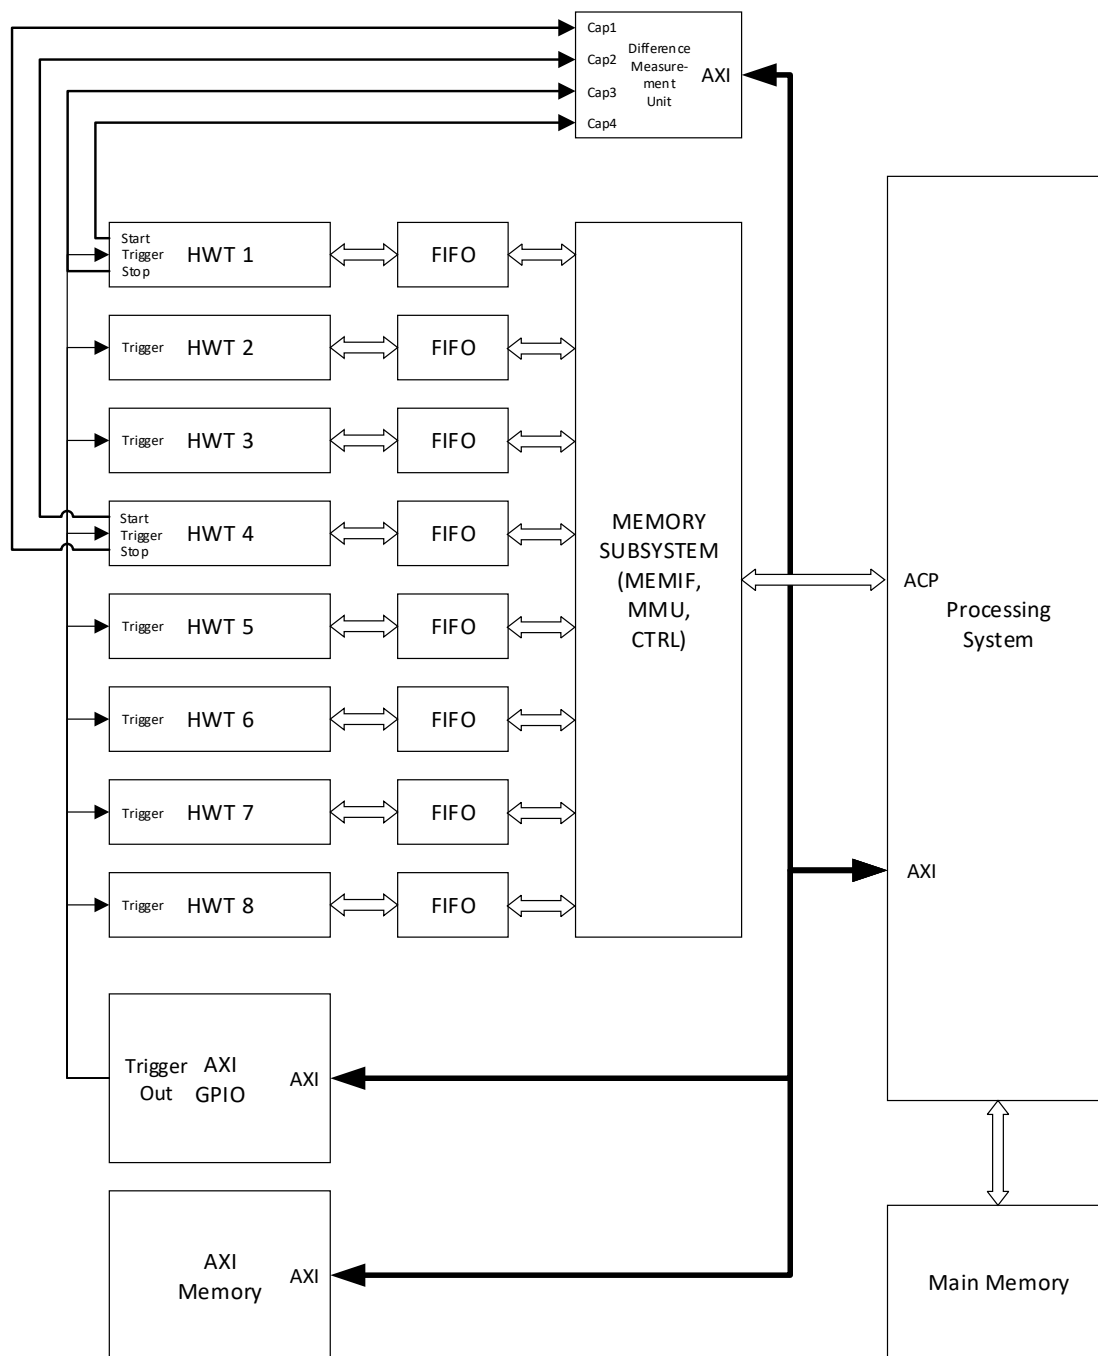 Cap1
Cap2
Cap3
Cap4
Difference
Measure-
ment
Unit
AXI
Start
Trigger
Stop
HWT 1
FIFO
Trigger
HWT 2
FIFO
Trigger
HWT 3
FIFO
Start
Trigger
Stop
HWT 4
FIFO
Trigger
HWT 5
FIFO
Trigger
HWT 6
FIFO
Trigger
HWT 7
FIFO
Trigger
HWT 8
FIFO
MEMORY
SUBSYSTEM
(MEMIF,
MMU,
CTRL)
ACP
Processing
System
AXI
Trigger
Out
AXI
GPIO
AXI
AXI
Memory
AXI
Main Memory